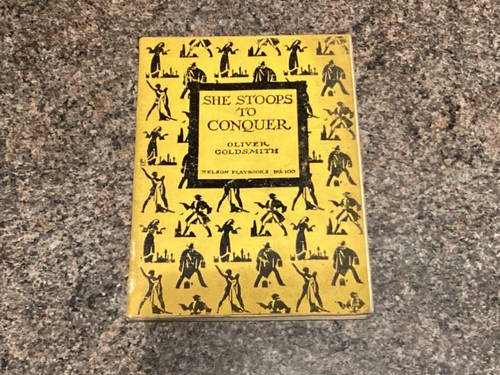 SHE STOOPS
TO
CONQUER
OLIVER
GOLDSMITH
NELSON PLAYBOOKS NO. 100